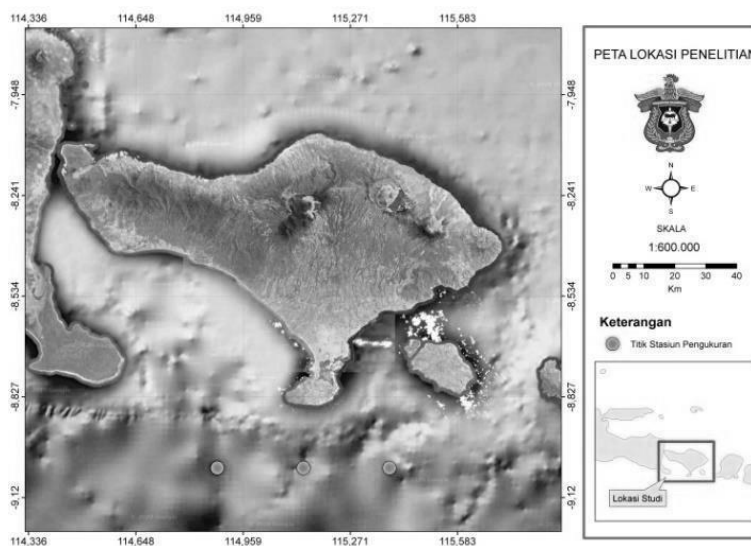 114,336 114,648 114,959 115,271 115,583
-7,948
-8,241
-8,534
-8,827
-9,12
-7,948
-8,241
-8,534
-8,827
-9,12
114,336 114,648 114,959 115,271 115,583
PETA LOKASI PENELITIAN
N
W E
S
SKALA
1:600.000
0 5 10 20 30 40
Km
Keterangan
Titik Stasiun Pengukuran
Lokasi Studi